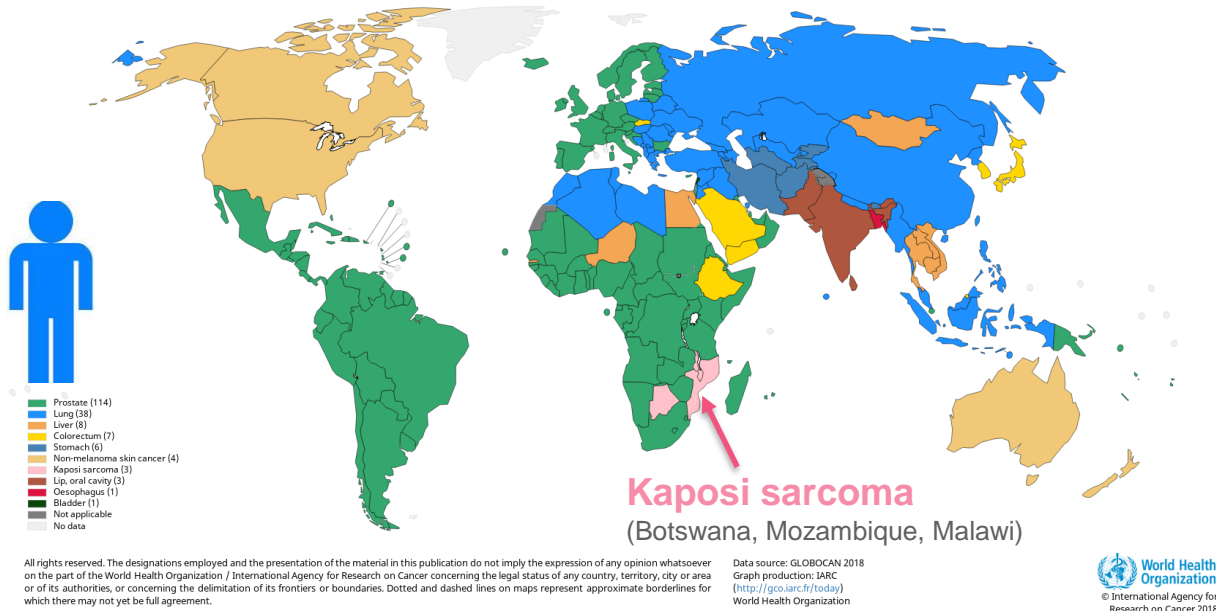 Prostate (114)
Lung (38)
Liver (8)
Colorectum (7)
Stomach (6)
Non-melanoma skin cancer (4)
Kaposi sarcoma (3)
Lip, oral cavity (3)
Oesophagus (1)
Bladder (1)
Not applicable
No data
Kaposi sarcoma
(Botswana, Mozambique, Malawi)
All rights reserved. The designations employed and the presentation of the material in this publication do not imply the expression of any opinion whatsoever
on the part of the World Health Organization / International Agency for Research on Cancer concerning the legal status of any country, territory, city or area
or of its authorities, or concerning the delimitation of its frontiers or boundaries. Dotted and dashed lines on maps represent approximate borderlines for
which there may not yet be full agreement.
Data source: GLOBOCAN 2018
Graph production: IARC
(http://gco.iarc.fr/today)
World Health Organization
World Health
Organization
© International Agency for
Research on Cancer 2018